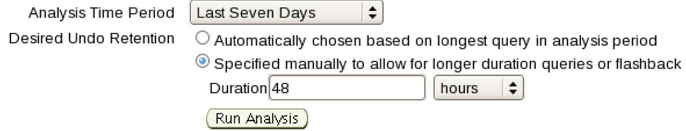 Analysis Time Period Last Seven Days
Desired Undo Retention Automatically chosen based on longest query in analysis period
Specified manually to allow for longer duration queries or flashback
Duration 48 hours
Run Analysis